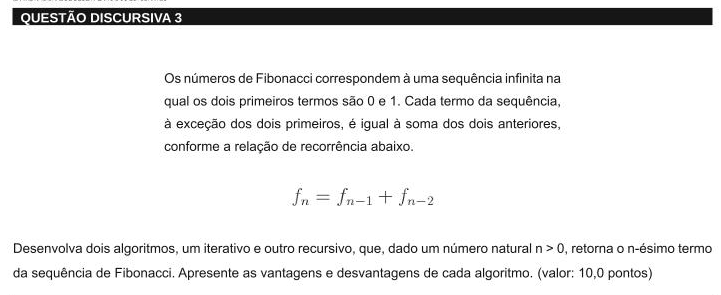 QUESTÃO DISCURSIVA 3
Os números de Fibonacci correspondem à uma sequência infinita na
qual os dois primeiros termos são 0 e 1. Cada termo da sequência,
à exceção dos dois primeiros, é igual à soma dos dois anteriores,
conforme a relação de recorrência abaixo.
fₙ = fₙ₋₁ + fₙ₋₂
Desenvolva dois algoritmos, um iterativo e outro recursivo, que, dado um número natural n > 0, retorna o n-ésimo termo
da sequência de Fibonacci. Apresente as vantagens e desvantagens de cada algoritmo. (valor: 10,0 pontos)